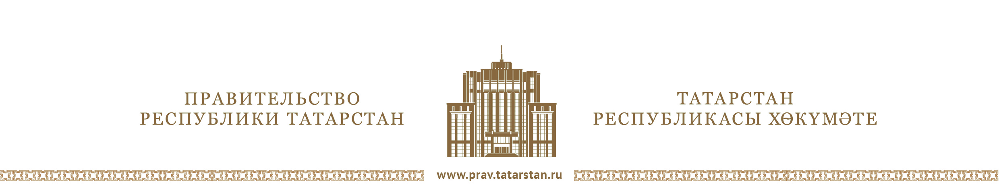 ПРАВИТЕЛЬСТВО
РЕСПУБЛИКИ ТАТАРСТАН
ТАТАРСТАН
РЕСПУБЛИКАСЫ ХӨКҮМӘТЕ
www.prav.tatarstan.ru